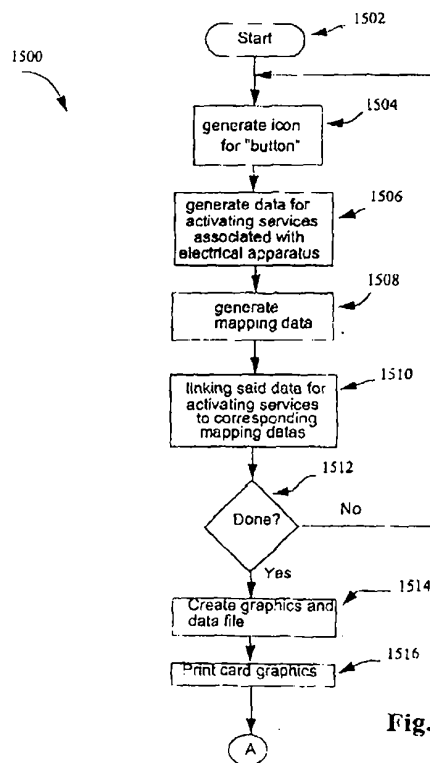 1500
Start
1502
generate icon
for "button"
1504
generate data for
activating services
associated with
electrical apparatus
1506
generate
mapping data
1508
linking said data for
activating services
to corresponding
mapping datas
1510
Done?
1512
No
Yes
Create graphics and
data file
1514
Print card graphics
1516
A
Fig.